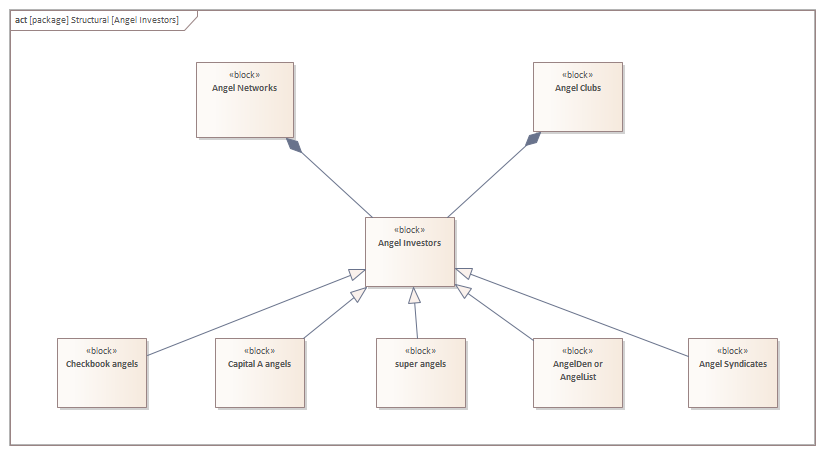 act [package] Structural [Angel Investors]
«block»
Angel Networks
«block»
Angel Clubs
«block»
Angel Investors
«block»
Checkbook angels
«block»
Capital A angels
«block»
super angels
«block»
AngelDen or
AngelList
«block»
Angel Syndicates